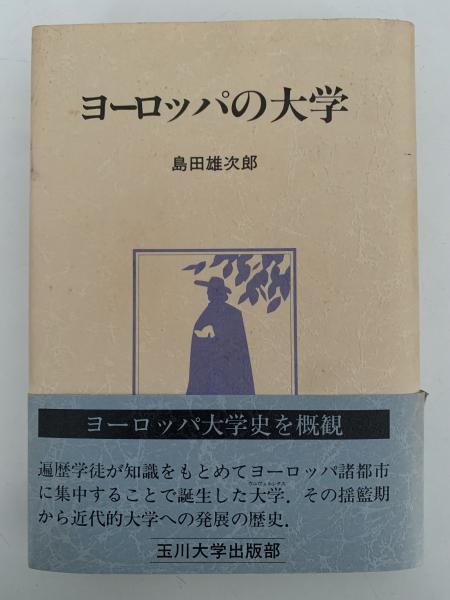 ヨーロッパの大学
島田雄次郎
ヨーロッパ大学史を概観
遍歴学徒が知識をもとめてヨーロッパ諸都市
に集中することで誕生した大学．その揺籃期
から近代的大学への発展の歴史．
玉川大学出版部